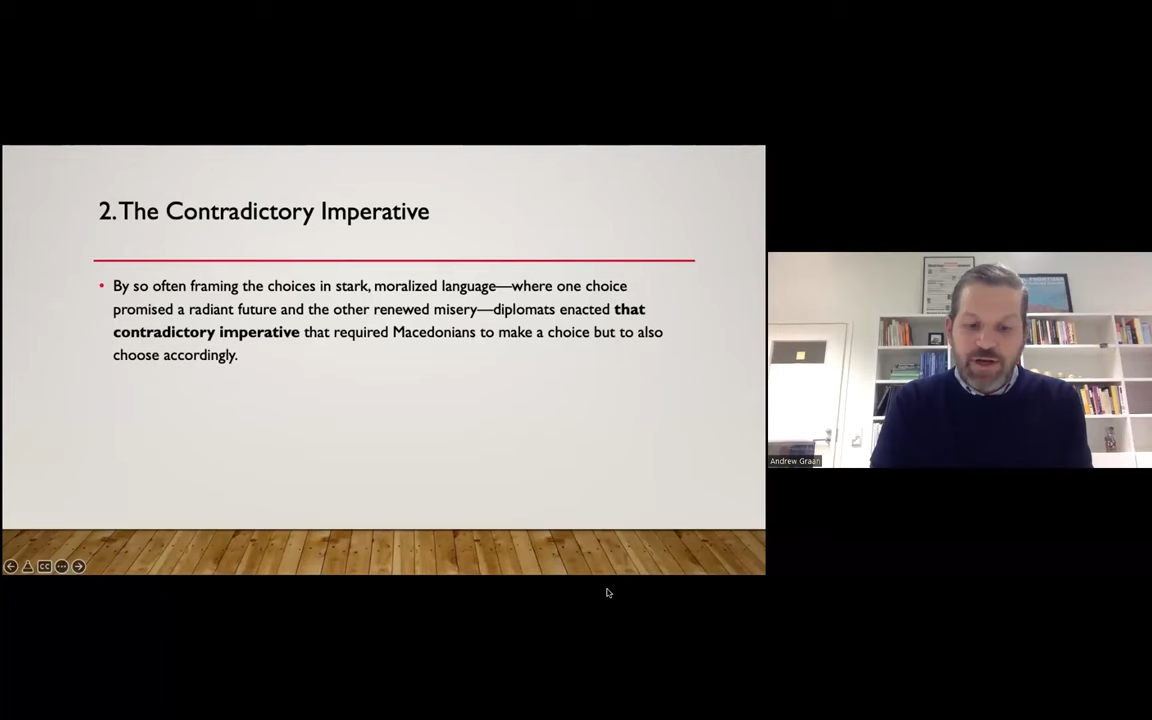 2. The Contradictory Imperative
• By so often framing the choices in stark, moralized language—where one choice
promised a radiant future and the other renewed misery—diplomats enacted that
contradictory imperative that required Macedonians to make a choice but to also
choose accordingly.
Andrew Graan